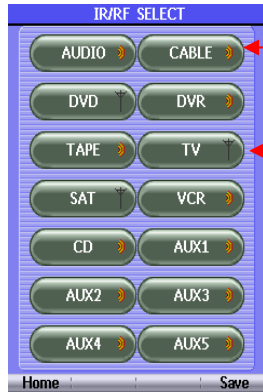 IR/RF SELECT
AUDIO CABLE
DVD DVR
TAPE TV
SAT VCR
CD AUX1
AUX2 AUX3
AUX4 AUX5
Home Save